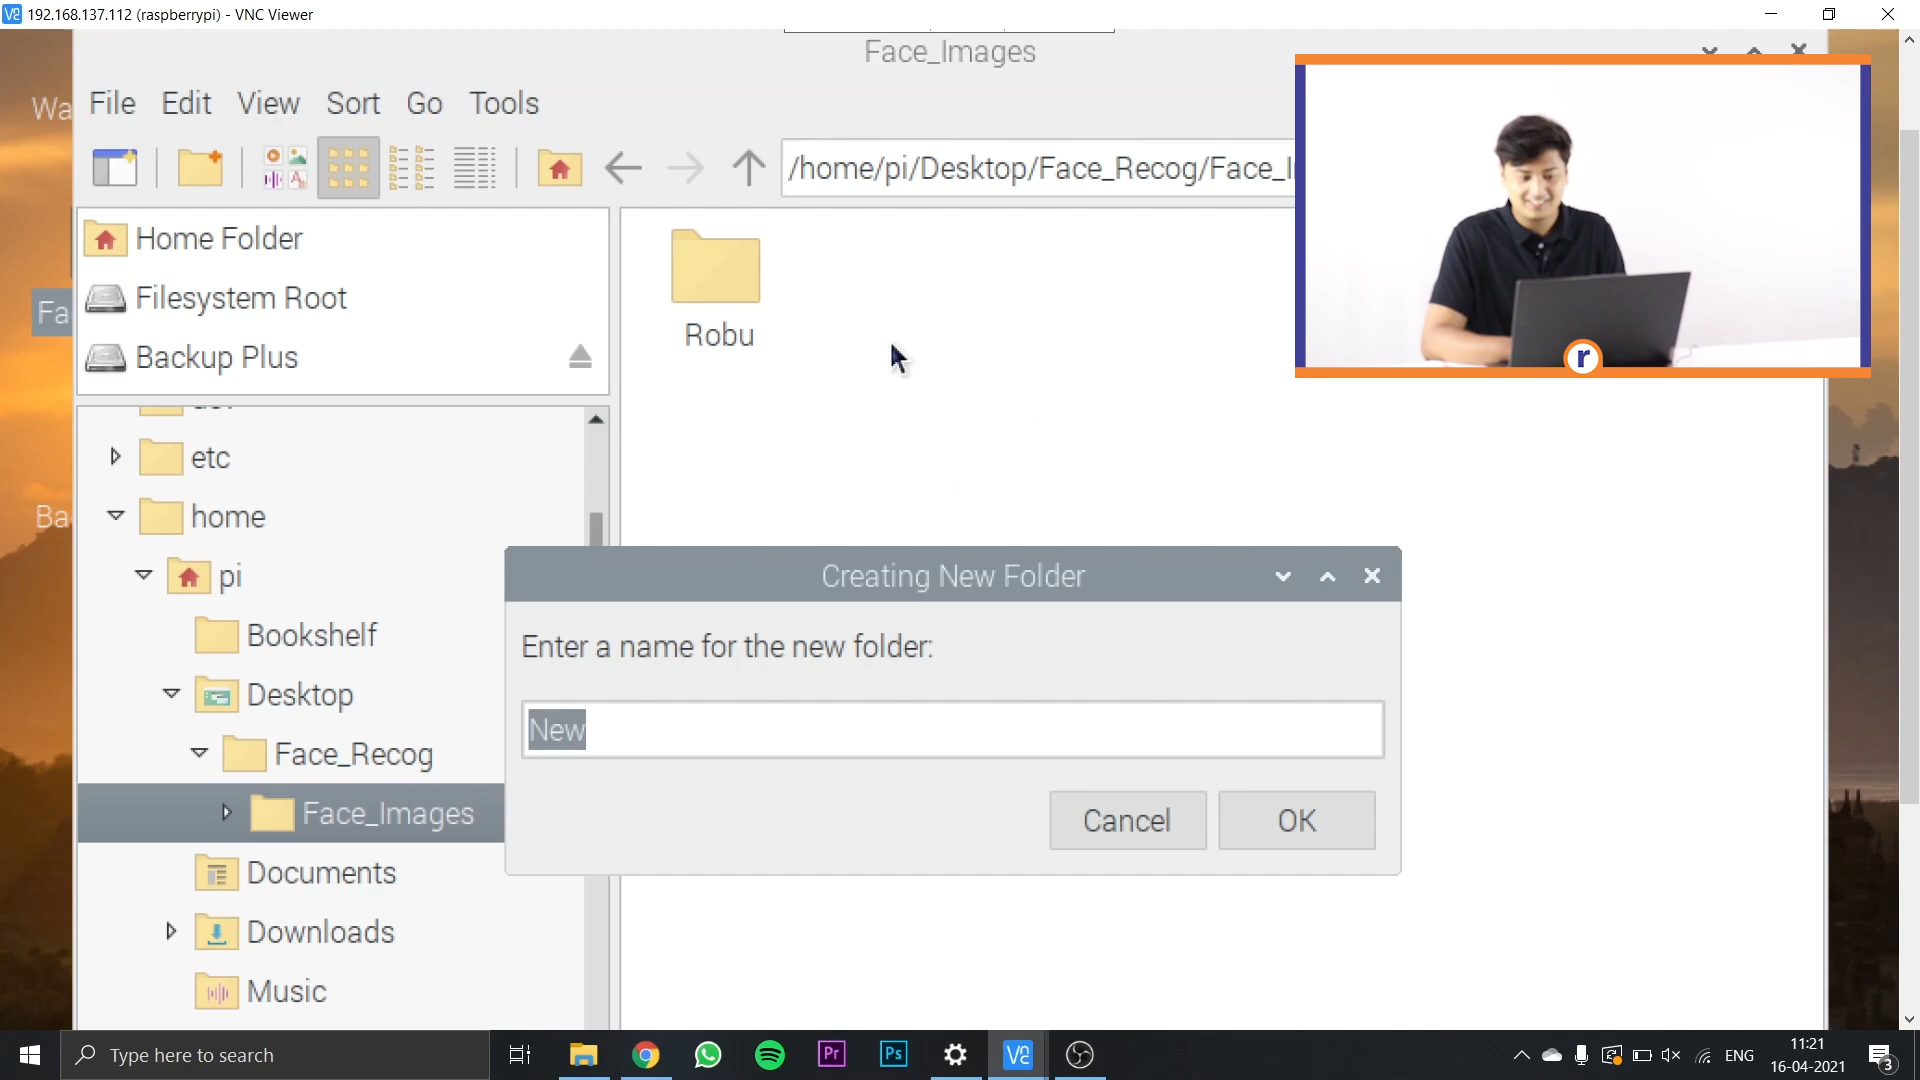 192.168.137.112 (raspberrypi) - VNC Viewer
Face_Images
File Edit View Sort Go Tools
/home/pi/Desktop/Face_Recog/Face_I
Home Folder
Filesystem Root
Backup Plus
Robu
etc
home
pi
Bookshelf
Desktop
Face_Recog
Face_Images
Documents
Downloads
Music
Wa
Fa
Ba
Creating New Folder
Enter a name for the new folder:
New
Cancel OK
r
Type here to search
Pr
Ps
ENG
11:21
16-04-2021
3